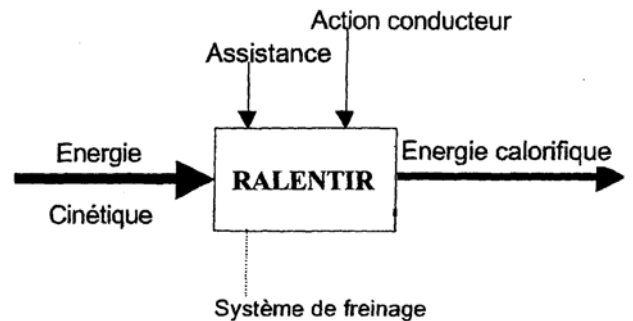 Action conducteur
Assistance
Energie
Cinétique
RALENTIR
Energie calorifique
Système de freinage